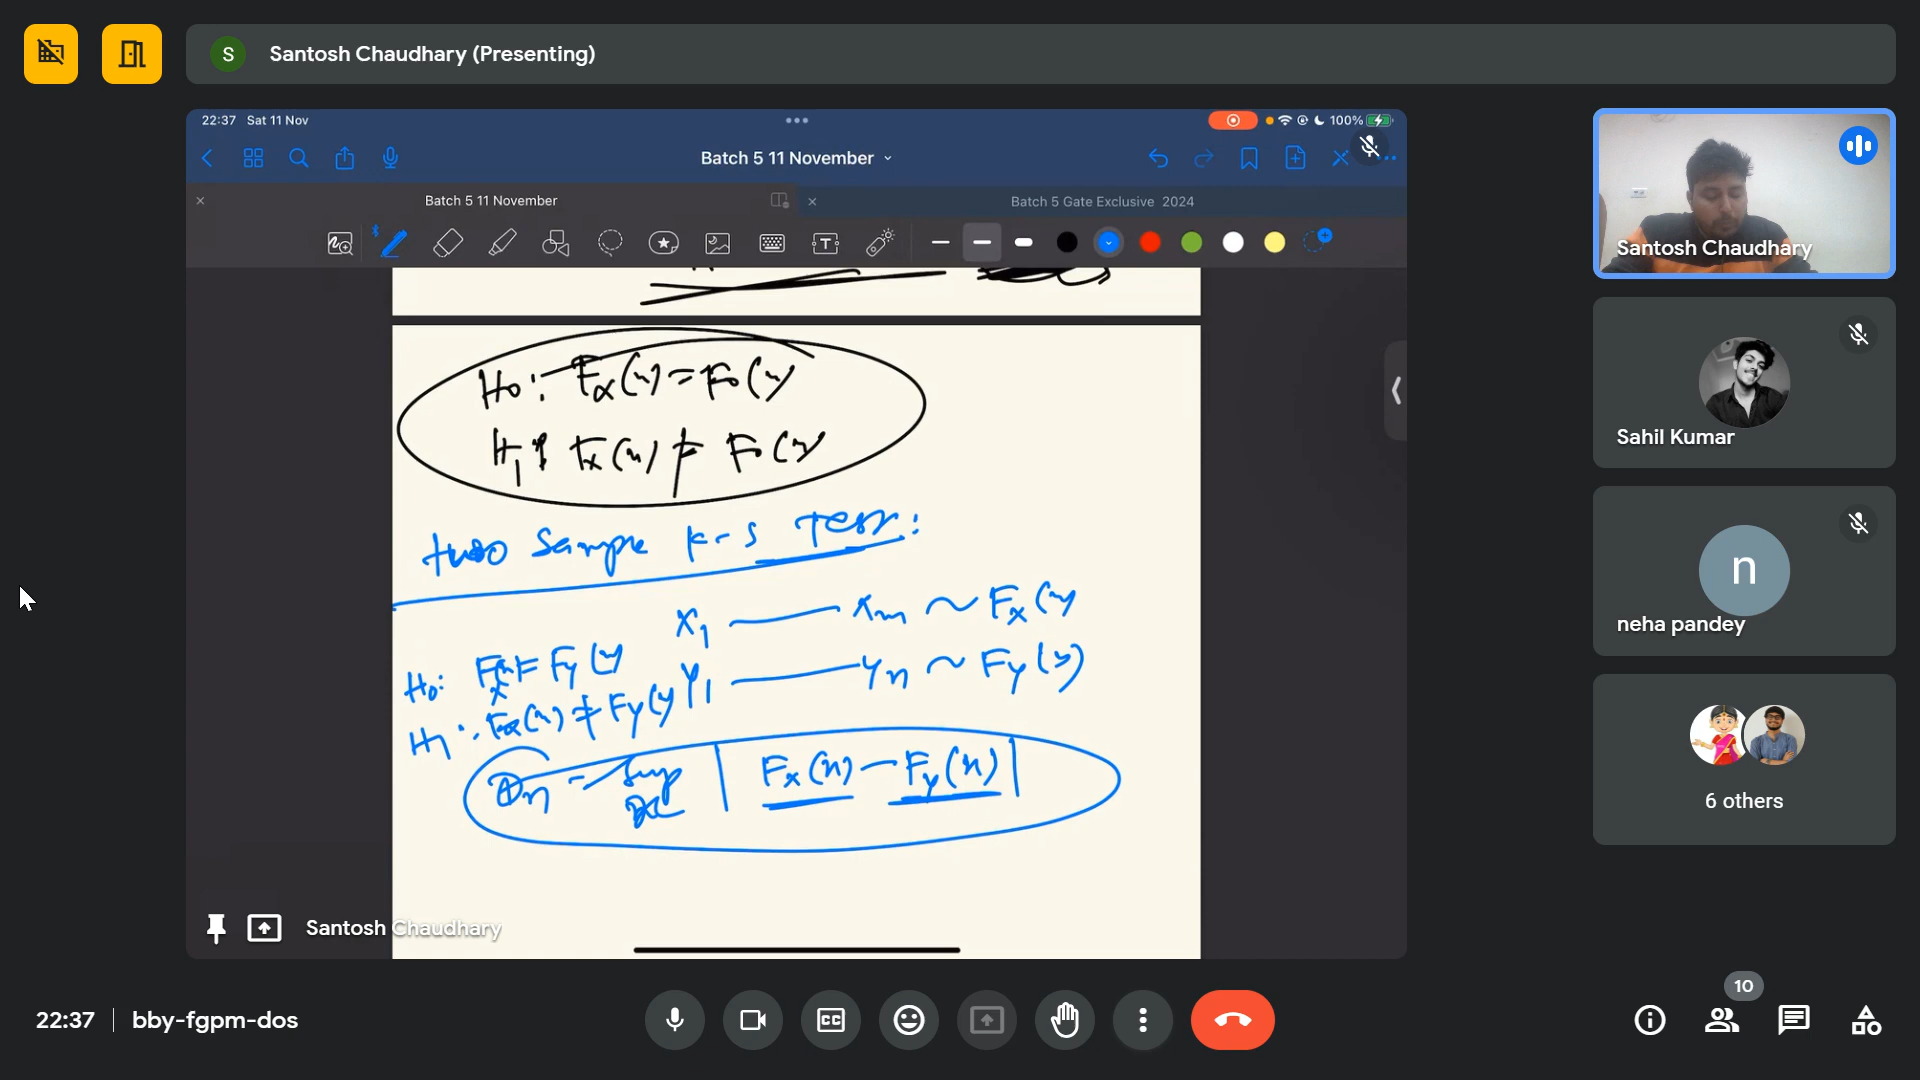 S Santosh Chaudhary (Presenting)
22:37 Sat 11 Nov
100%
Batch 5 11 November
Batch 5 11 November
Batch 5 Gate Exclusive 2024
H₀: Fx(x) = F₀(x)
H₁: Fx(x) ≠ F₀(x)
two Sample K-S Test:
X₁ — Xm ~ Fx(x)
H₀: Fx = Fy(y)
Y₁ — Yn ~ Fy(y)
H₁: Fx(x) ≠ Fy(y)
Dn = Sup x | Fx(x) - Fy(x) |
Santosh Chaudhary
Santosh Chaudhary
Sahil Kumar
n
neha pandey
6 others
22:37 | bby-fgpm-dos
CC
10